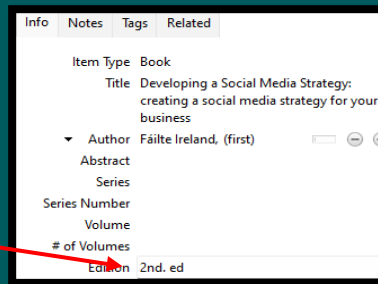 Info Notes Tags Related
Item Type Book
Title Developing a Social Media Strategy:
creating a social media strategy for your
business
Author Fáilte Ireland, (first)
Abstract
Series
Series Number
Volume
# of Volumes
Edition 2nd. ed